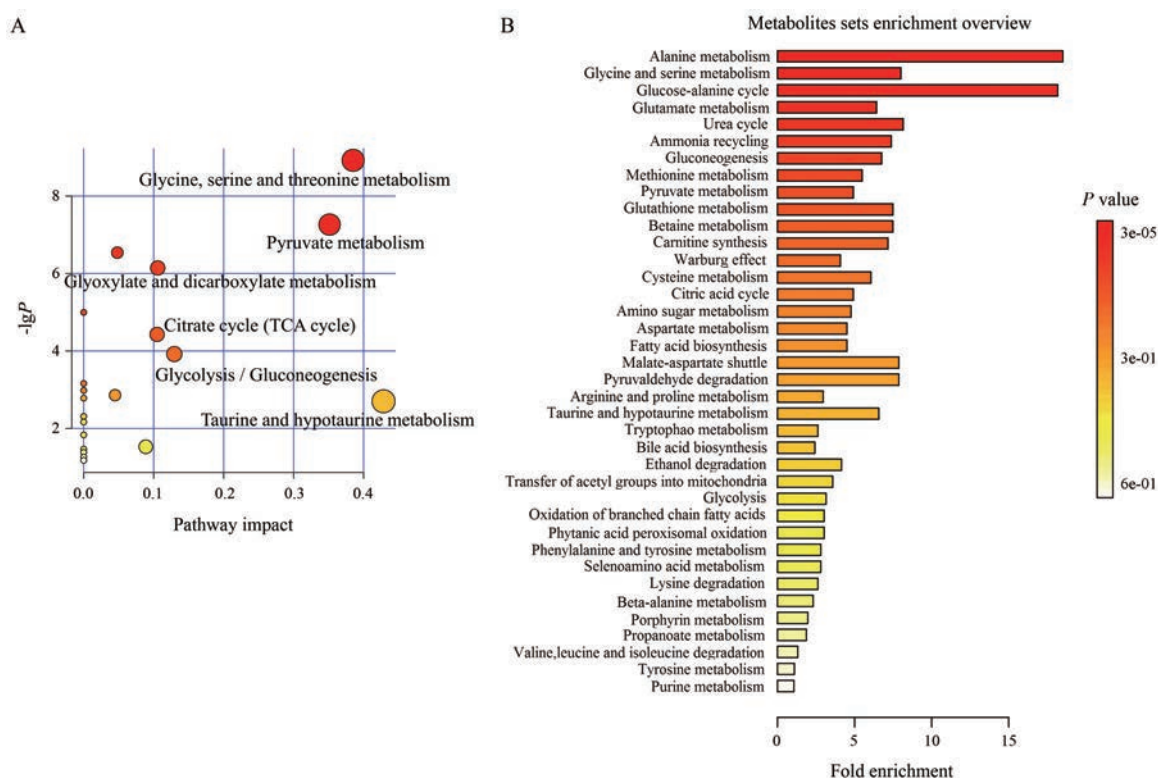 A
8
6
4
2
-lgP
Glycine, serine and threonine metabolism
Pyruvate metabolism
Glyoxylate and dicarboxylate metabolism
Citrate cycle (TCA cycle)
Glycolysis / Gluconeogenesis
Taurine and hypotaurine metabolism
0.0 0.1 0.2 0.3 0.4
Pathway impact
B
Metabolites sets enrichment overview
Alanine metabolism
Glycine and serine metabolism
Glucose-alanine cycle
Glutamate metabolism
Urea cycle
Ammonia recycling
Gluconeogenesis
Methionine metabolism
Pyruvate metabolism
Glutathione metabolism
Betaine metabolism
Carnitine synthesis
Warburg effect
Cysteine metabolism
Citric acid cycle
Amino sugar metabolism
Aspartate metabolism
Fatty acid biosynthesis
Malate-aspartate shuttle
Pyruvaldehyde degradation
Arginine and proline metabolism
Taurine and hypotaurine metabolism
Tryptophao metabolism
Bile acid biosynthesis
Ethanol degradation
Transfer of acetyl groups into mitochondria
Glycolysis
Oxidation of branched chain fatty acids
Phytanic acid peroxisomal oxidation
Phenylalanine and tyrosine metabolism
Selenoamino acid metabolism
Lysine degradation
Beta-alanine metabolism
Porphyrin metabolism
Propanoate metabolism
Valine,leucine and isoleucine degradation
Tyrosine metabolism
Purine metabolism
0 5 10 15
Fold enrichment
P value
3e-05
3e-01
6e-01